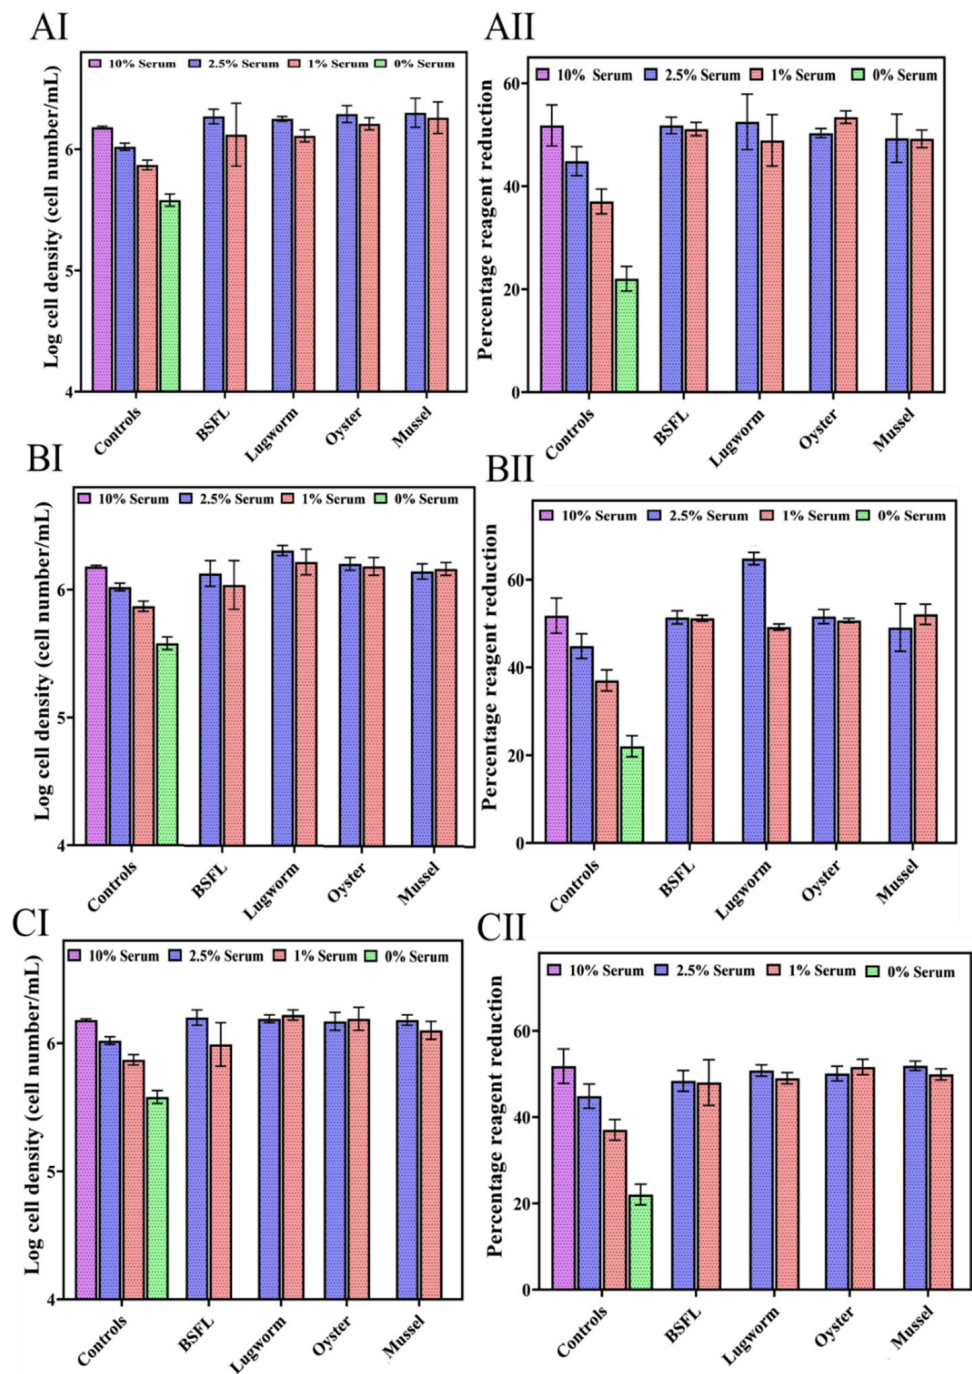 AI
10% Serum 2.5% Serum 1% Serum 0% Serum
Log cell density (cell number/mL)
6
5
4
Controls BSFL Lugworm Oyster Mussel
AII
10% Serum 2.5% Serum 1% Serum 0% Serum
Percentage reagent reduction
60
40
20
0
Controls BSFL Lugworm Oyster Mussel
BI
10% Serum 2.5% Serum 1% Serum 0% Serum
Log cell density (cell number/mL)
6
5
4
Controls BSFL Lugworm Oyster Mussel
BII
10% Serum 2.5% Serum 1% Serum 0% Serum
Percentage reagent reduction
60
40
20
0
Controls BSFL Lugworm Oyster Mussel
CI
10% Serum 2.5% Serum 1% Serum 0% Serum
Log cell density (cell number/mL)
6
5
4
Controls BSFL Lugworm Oyster Mussel
CII
10% Serum 2.5% Serum 1% Serum 0% Serum
Percentage reagent reduction
60
40
20
0
Controls BSFL Lugworm Oyster Mussel